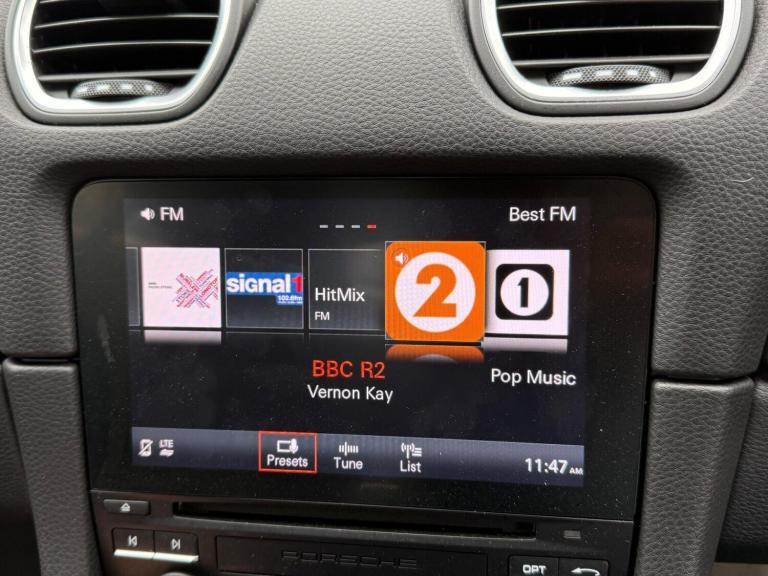 FM
Best FM
signal1
102.6fm
HitMix
FM
2
1
BBC R2
Vernon Kay
Pop Music
LTE
Presets
Tune
List
11:47 AM
PORSCHE
OPT